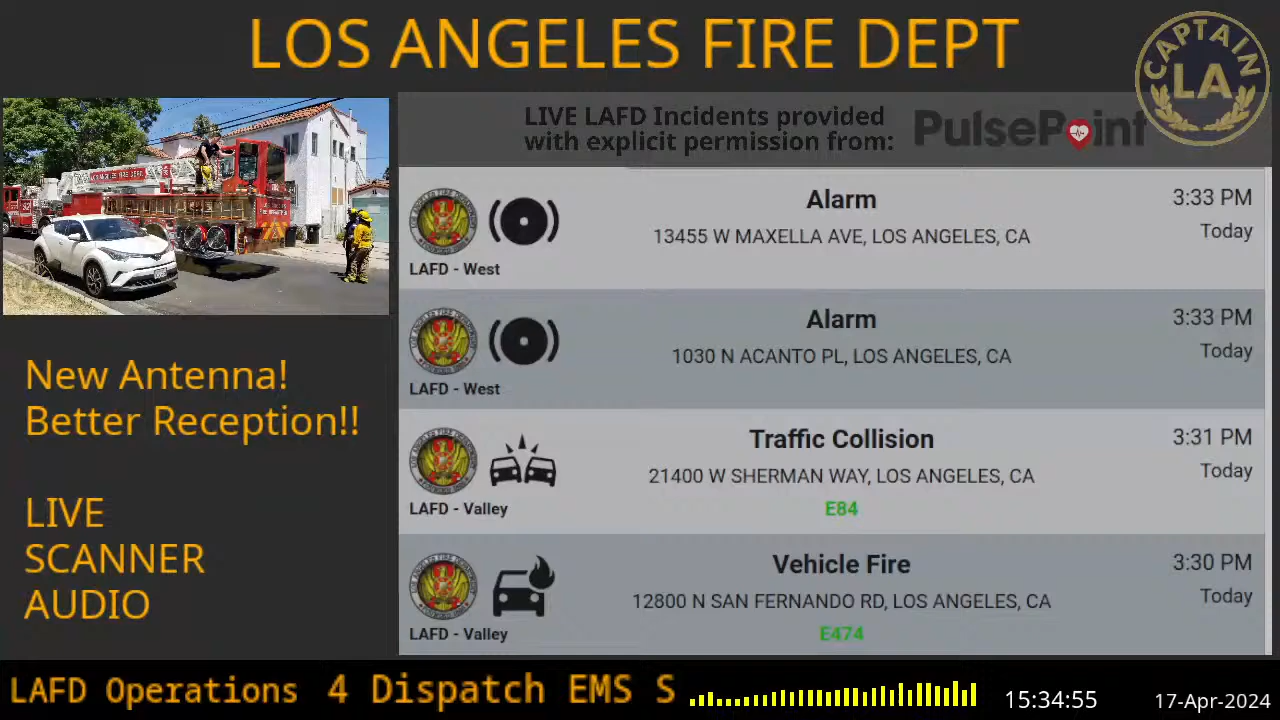 LOS ANGELES FIRE DEPT
CAPTAIN
LA
LIVE LAFD Incidents provided
with explicit permission from:
PulsePoint
Alarm
3:33 PM
13455 W MAXELLA AVE, LOS ANGELES, CA
Today
LAFD - West
Alarm
3:33 PM
1030 N ACANTO PL, LOS ANGELES, CA
Today
LAFD - West
Traffic Collision
3:31 PM
21400 W SHERMAN WAY, LOS ANGELES, CA
Today
LAFD - Valley
E84
Vehicle Fire
3:30 PM
12800 N SAN FERNANDO RD, LOS ANGELES, CA
Today
LAFD - Valley
E474
New Antenna!
Better Reception!!
LIVE
SCANNER
AUDIO
LAFD Operations 4 Dispatch EMS S
15:34:55
17-Apr-2024